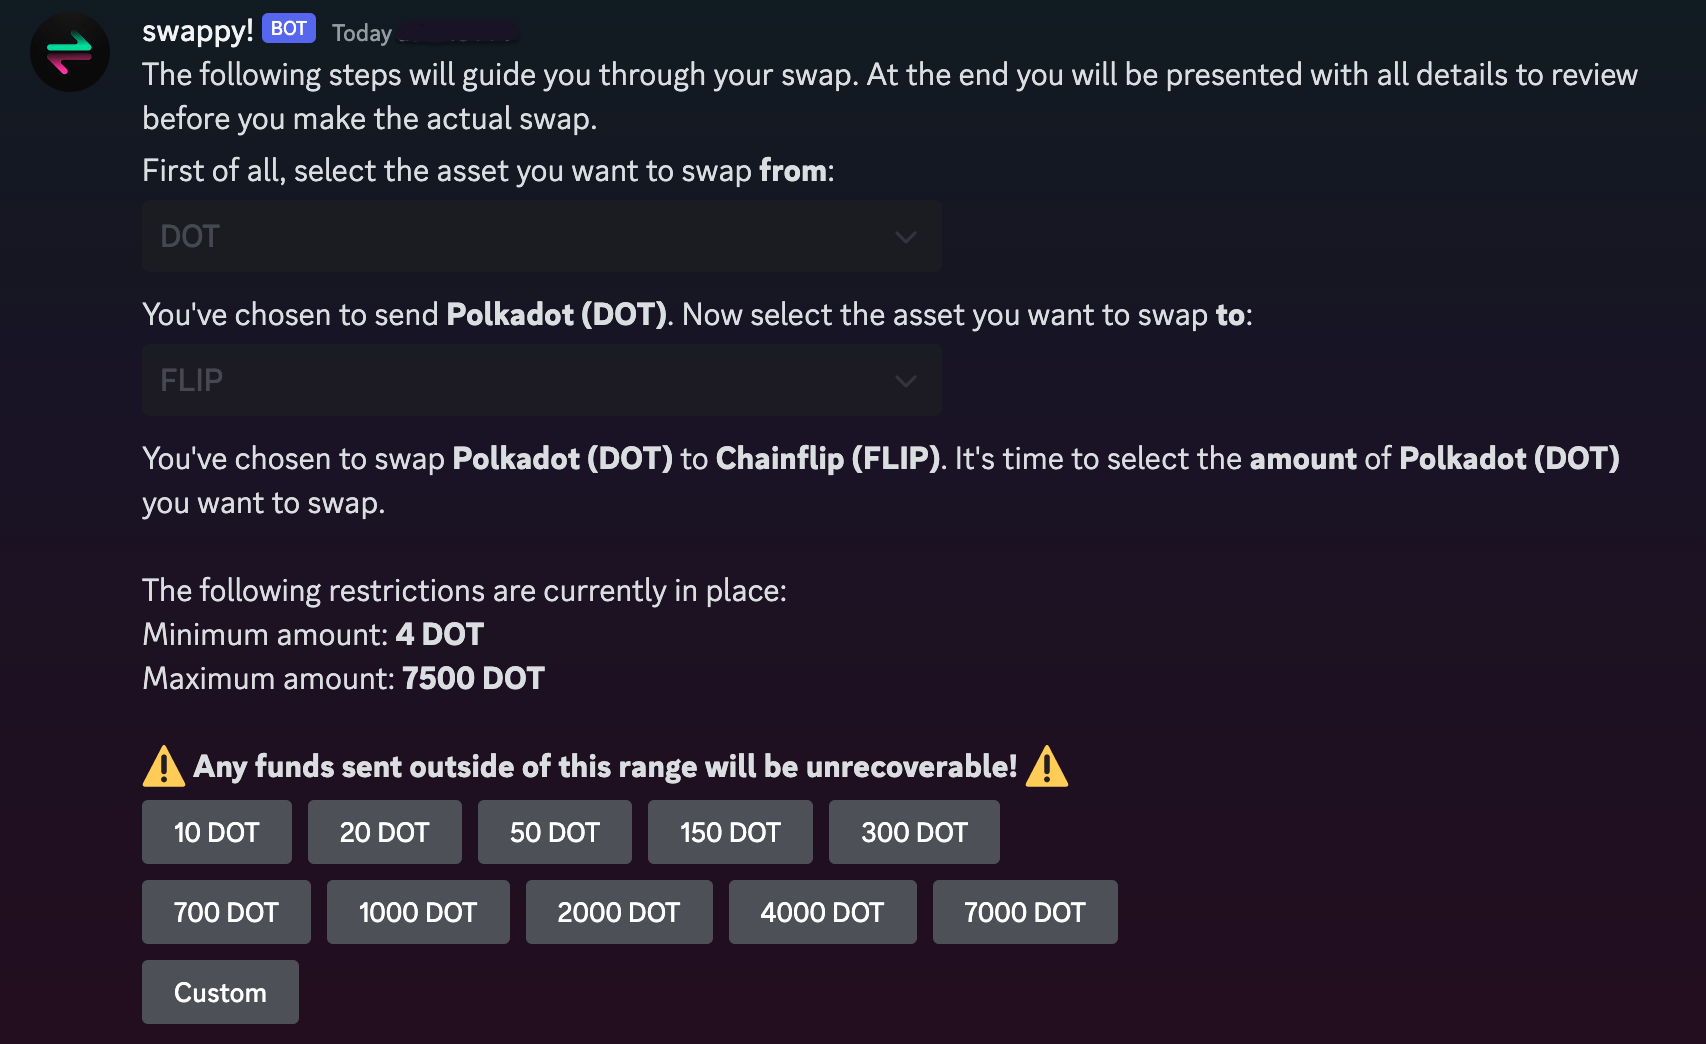 swappy! BOT Today
The following steps will guide you through your swap. At the end you will be presented with all details to review
before you make the actual swap.
First of all, select the asset you want to swap from:
DOT
You've chosen to send Polkadot (DOT). Now select the asset you want to swap to:
FLIP
You've chosen to swap Polkadot (DOT) to Chainflip (FLIP). It's time to select the amount of Polkadot (DOT)
you want to swap.
The following restrictions are currently in place:
Minimum amount: 4 DOT
Maximum amount: 7500 DOT
⚠️ Any funds sent outside of this range will be unrecoverable! ⚠️
10 DOT 20 DOT 50 DOT 150 DOT 300 DOT
700 DOT 1000 DOT 2000 DOT 4000 DOT 7000 DOT
Custom